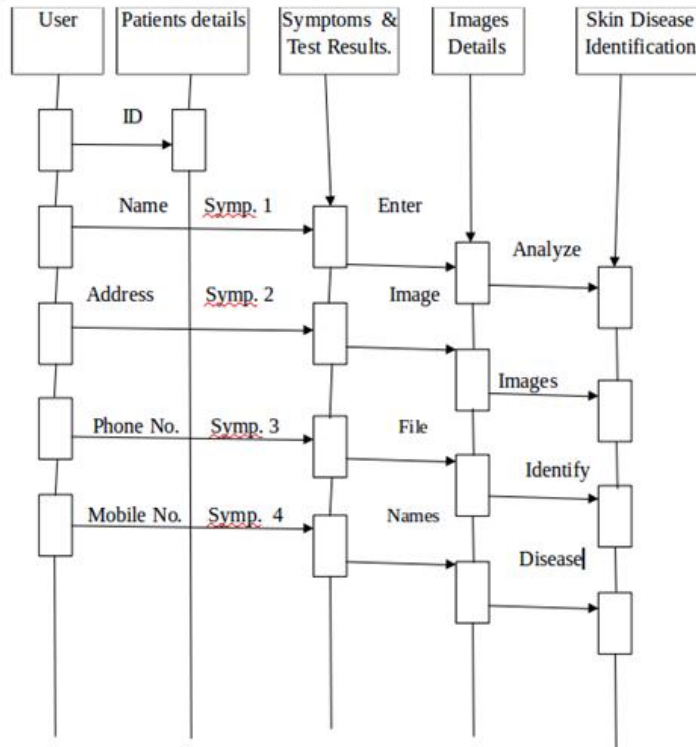 User
Patients details
Symptoms &
Test Results.
Images
Details
Skin Disease
Identification
ID
Name
Symp. 1
Enter
Analyze
Address
Symp. 2
Image
Images
Phone No.
Symp. 3
File
Identify
Mobile No.
Symp. 4
Names
Disease